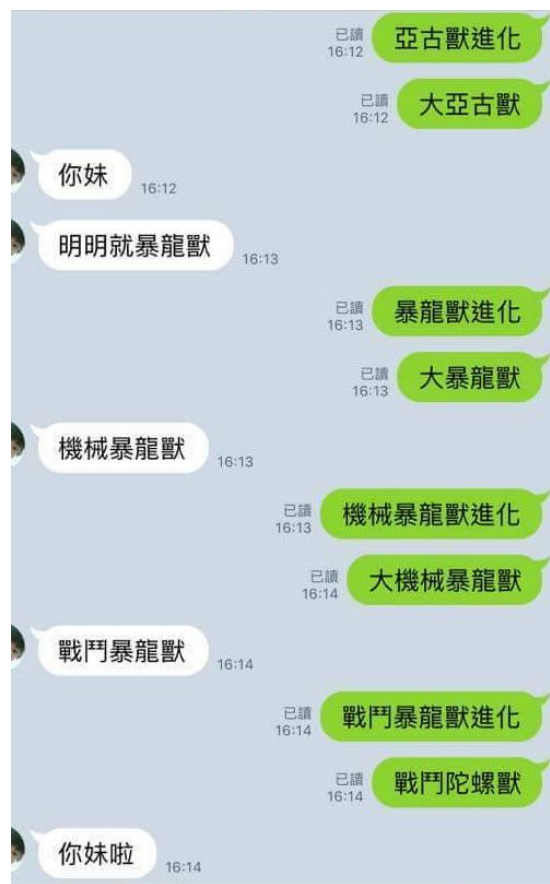 亞古獸進化
已讀
16:12
大亞古獸
已讀
16:12
你妹
16:12
明明就暴龍獸
16:13
暴龍獸進化
已讀
16:13
大暴龍獸
已讀
16:13
機械暴龍獸
16:13
機械暴龍獸進化
已讀
16:13
大機械暴龍獸
已讀
16:14
戰鬥暴龍獸
16:14
戰鬥暴龍獸進化
已讀
16:14
戰鬥陀螺獸
已讀
16:14
你妹啦
16:14